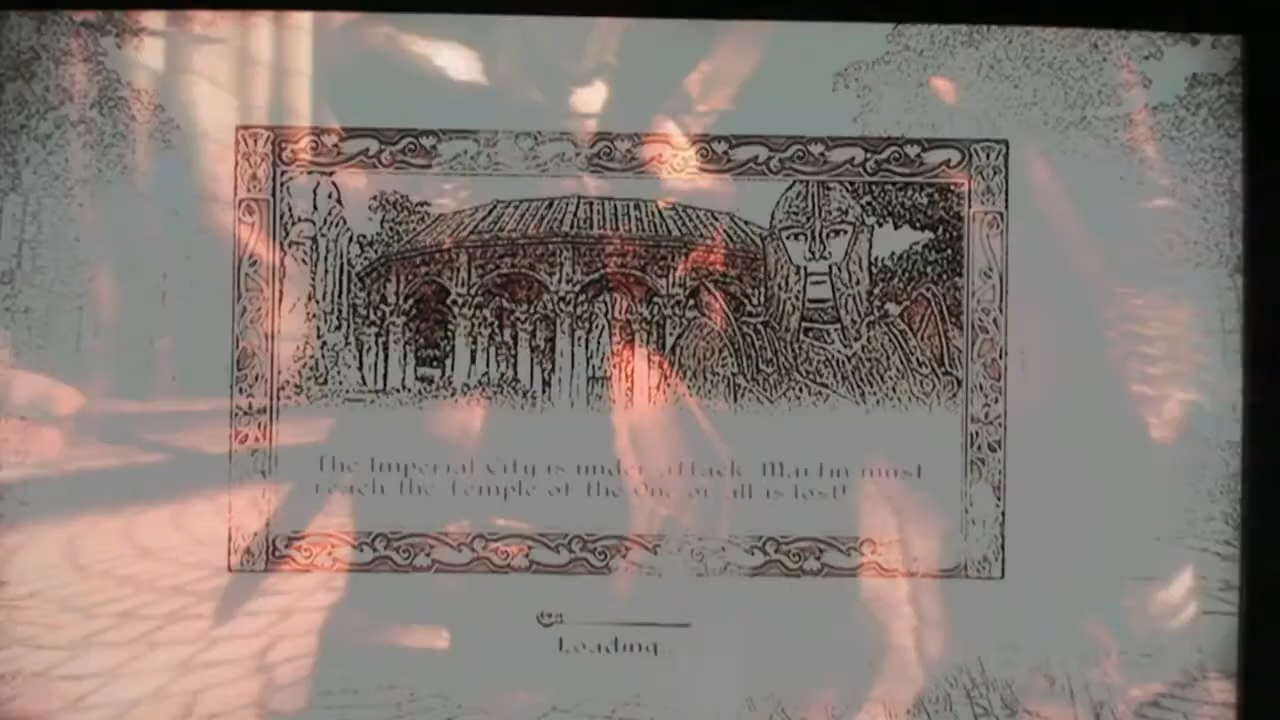 The Imperial City is under attack. Martin must
reach the Temple of the One or all is lost!
Loading...